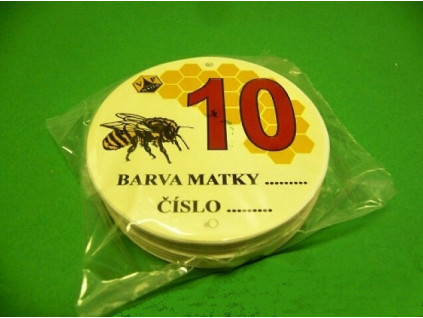 10
BARVA MATKY .........
ČÍSLO .........